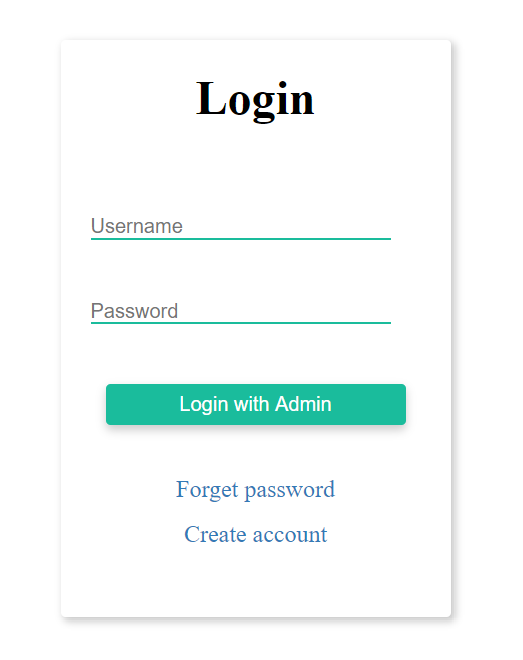 Login
Username
Password
Login with Admin
Forget password
Create account